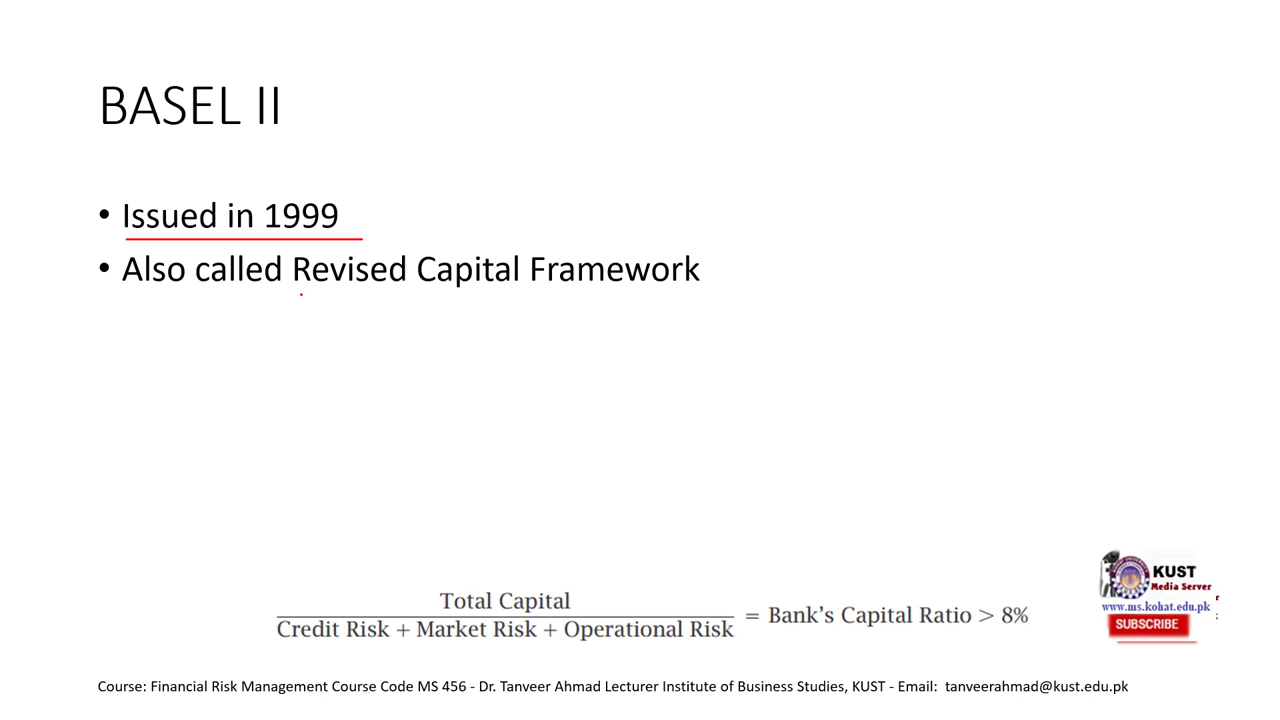 BASEL II
• Issued in 1999
• Also called Revised Capital Framework
Total Capital
Credit Risk + Market Risk + Operational Risk
= Bank's Capital Ratio > 8%
KUST
Media Server
www.ms.kohat.edu.pk
SUBSCRIBE
Course: Financial Risk Management Course Code MS 456 - Dr. Tanveer Ahmad Lecturer Institute of Business Studies, KUST - Email: tanveerahmad@kust.edu.pk